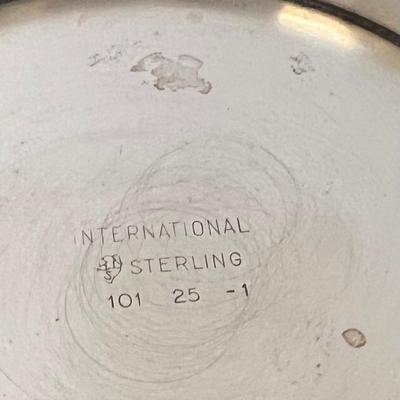 INTERNATIONAL
STERLING
101 25 -1